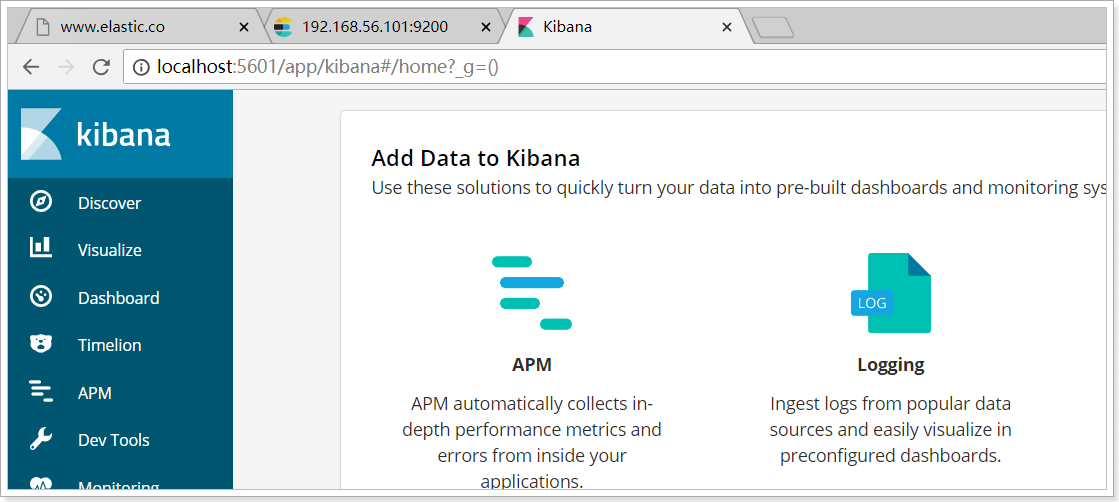 www.elastic.co
192.168.56.101:9200
Kibana
localhost:5601/app/kibana#/home?_g=()
kibana
Discover
Visualize
Dashboard
Timelion
APM
Dev Tools
Monitoring
Add Data to Kibana
Use these solutions to quickly turn your data into pre-built dashboards and monitoring sys
LOG
APM
APM automatically collects in-
depth performance metrics and
errors from inside your
applications.
Logging
Ingest logs from popular data
sources and easily visualize in
preconfigured dashboards.